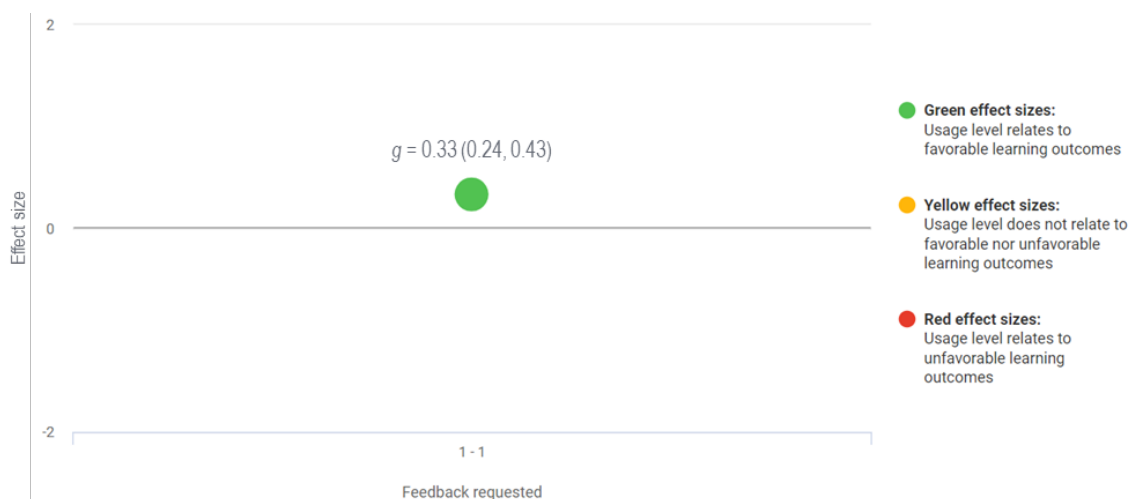 2
g = 0.33 (0.24, 0.43)
0
Effect size
-2
1 - 1
Feedback requested
Green effect sizes:
Usage level relates to
favorable learning outcomes
Yellow effect sizes:
Usage level does not relate to
favorable nor unfavorable
learning outcomes
Red effect sizes:
Usage level relates to
unfavorable learning
outcomes